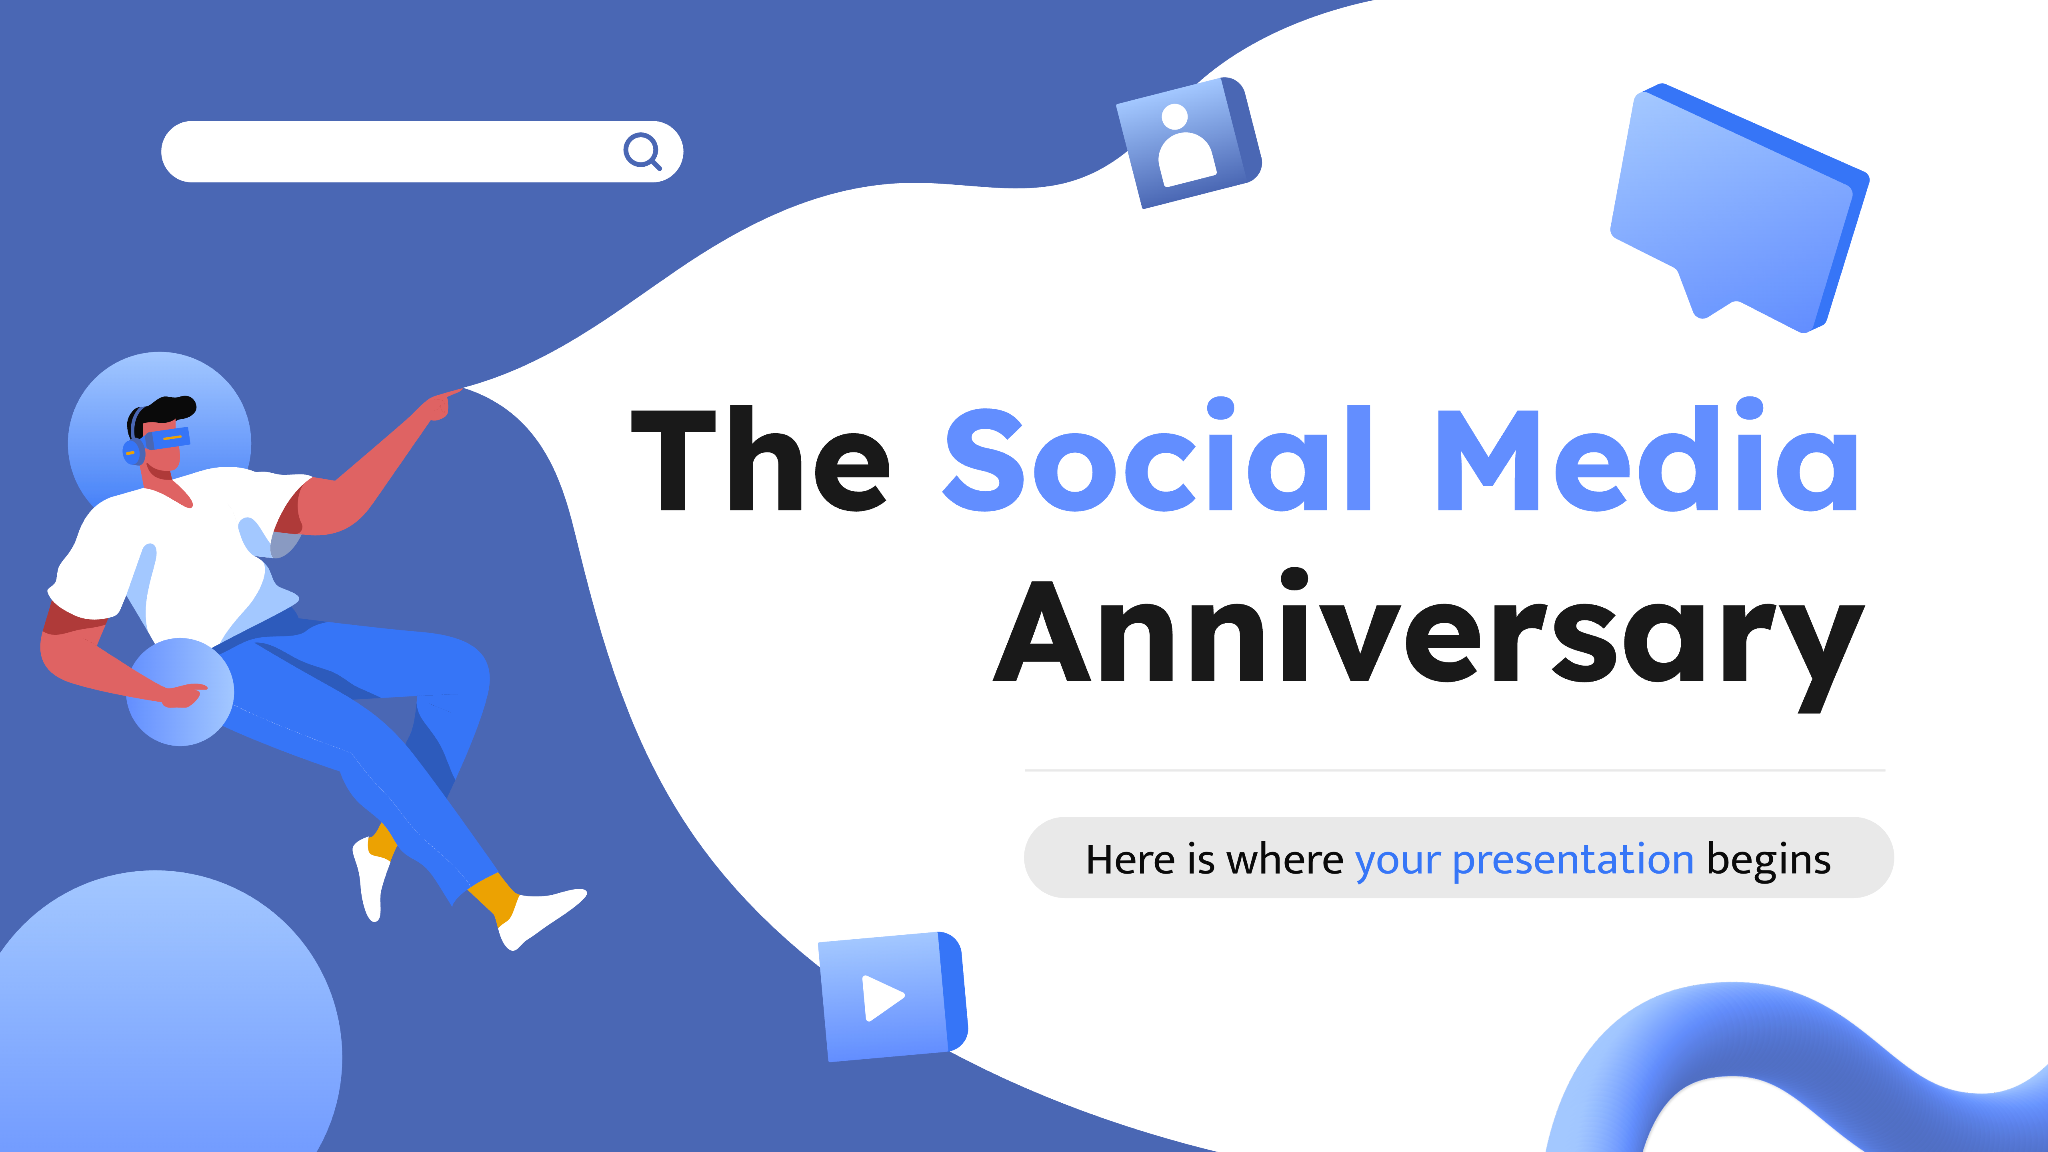 The Social Media
Anniversary
Here is where your presentation begins